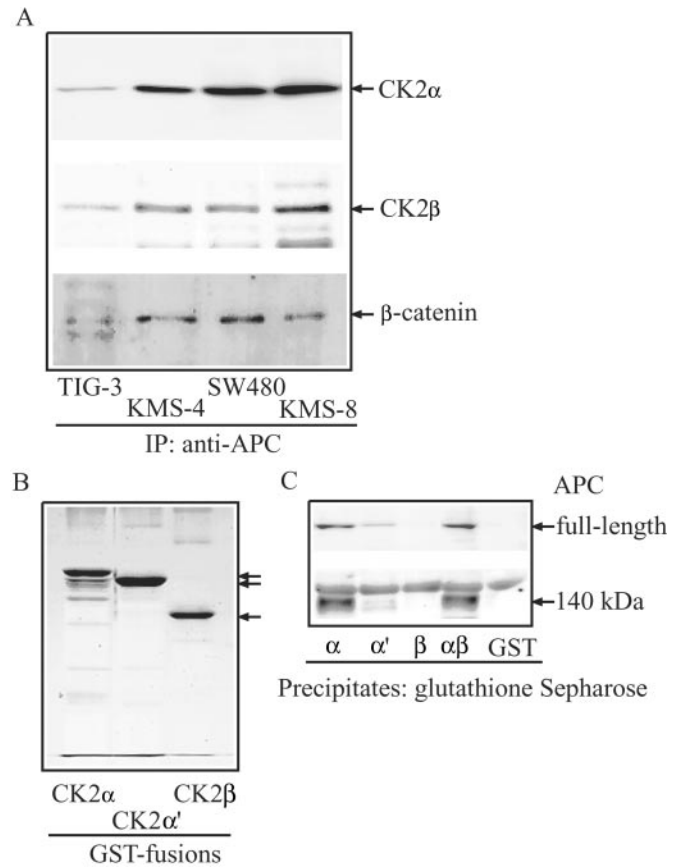 A
CK2α
CK2β
β-catenin
TIG-3 SW480
KMS-4 KMS-8
IP: anti-APC
B
CK2α CK2β
CK2α'
GST-fusions
C APC
full-length
140 kDa
α α' β αβ GST
Precipitates: glutathione Sepharose